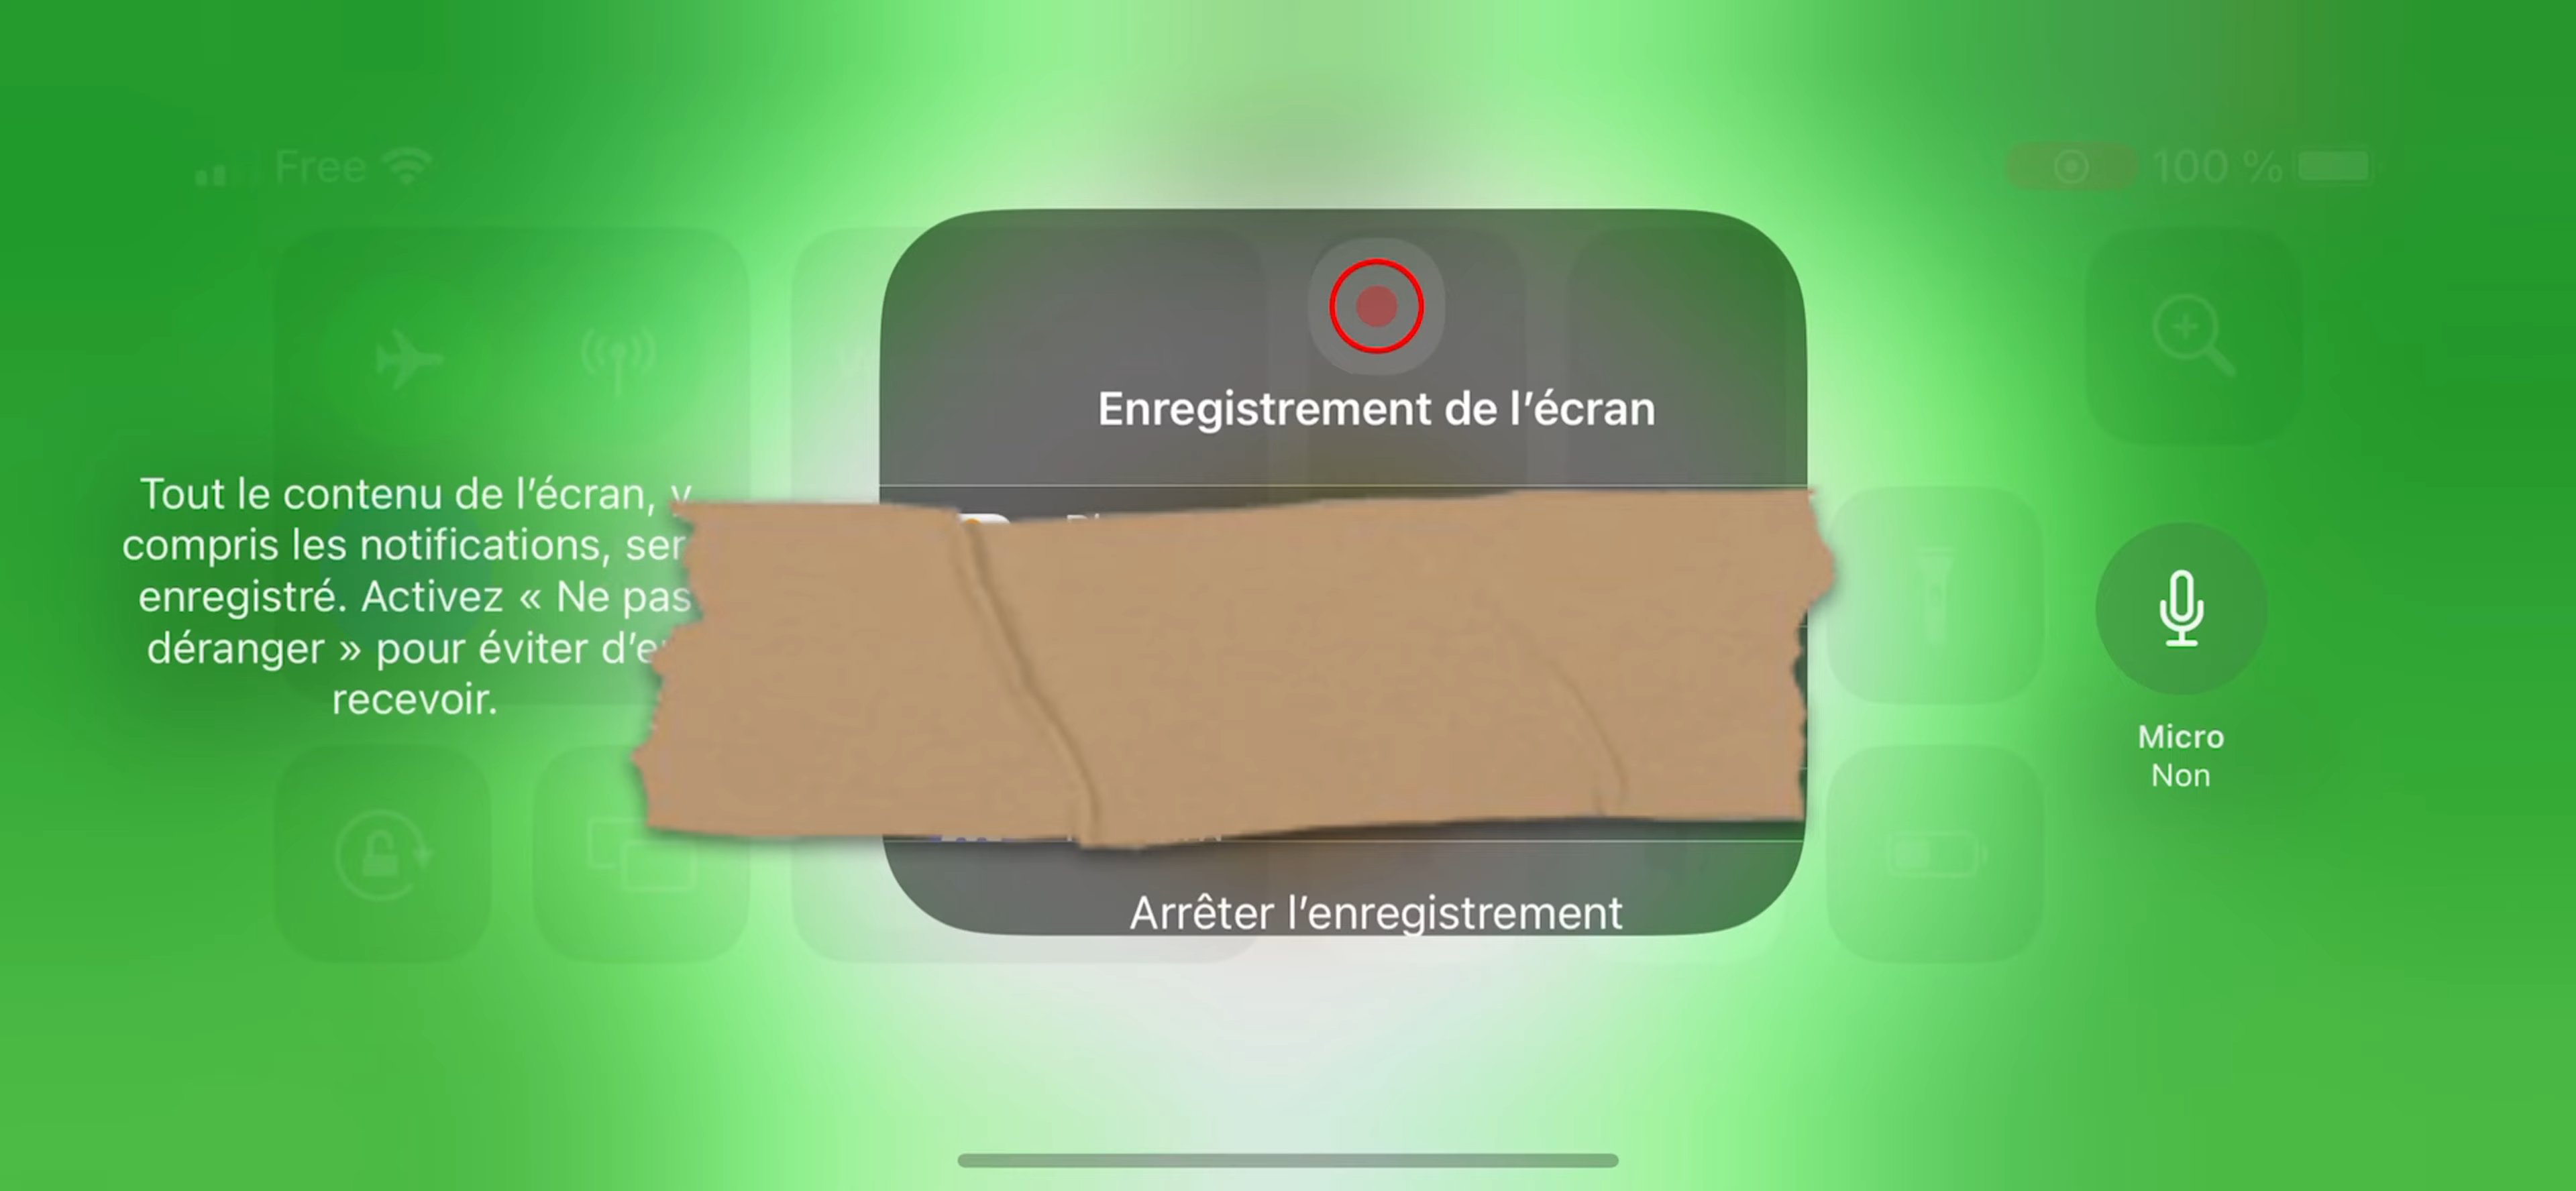 Free
100 %
Enregistrement de l’écran
Tout le contenu de l’écran, y
compris les notifications,
enregistré. Activez « Ne pas
déranger » pour éviter
recevoir.
Micro
Non
Arrêter l’enregistrement